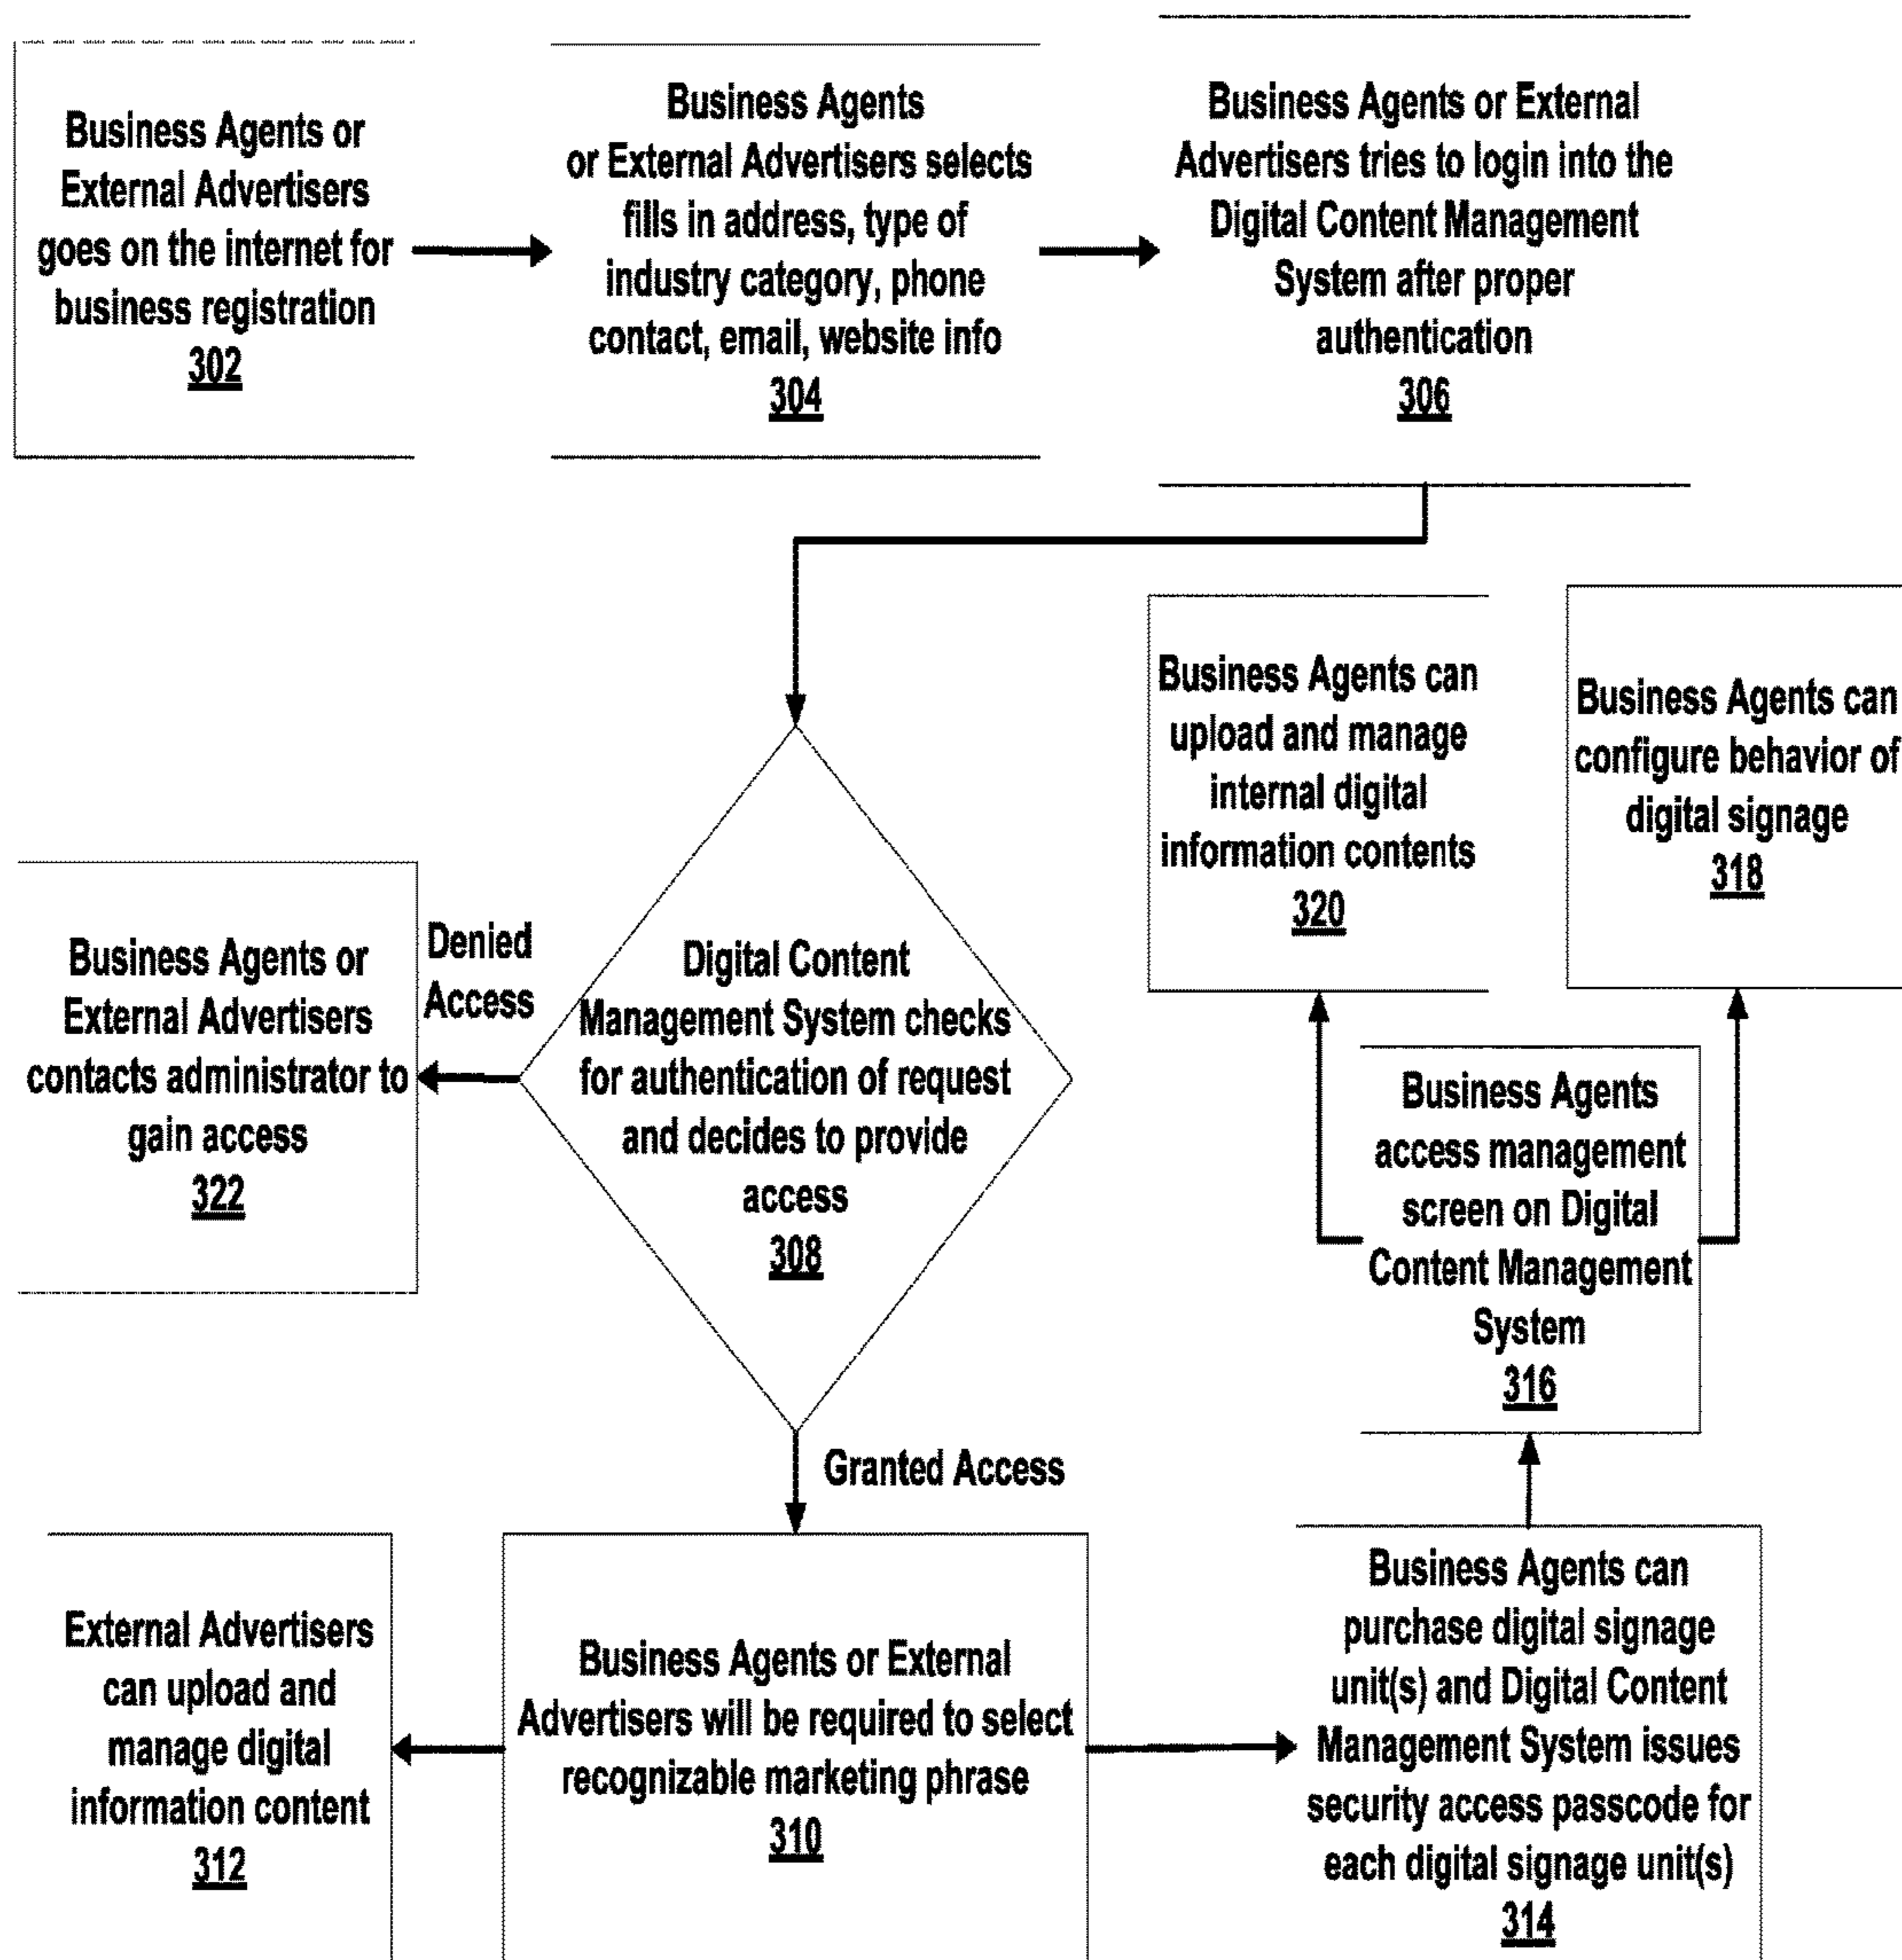 Business Agents or
External Advertisers
goes on the internet for
business registration
302
Business Agents
or External Advertisers selects
fills in address, type of
industry category, phone
contact, email, website info
304
Business Agents or External
Advertisers tries to login into the
Digital Content Management
System after proper
authentication
306
Business Agents can
upload and manage
internal digital
information contents
320
Business Agents can
configure behavior of
digital signage
318
Business Agents or
External Advertisers
contacts administrator to
gain access
322
Denied
Access
Digital Content
Management System checks
for authentication of request
and decides to provide
access
308
Business Agents
access management
screen on Digital
Content Management
System
316
Granted Access
External Advertisers
can upload and
manage digital
information content
312
Business Agents or External
Advertisers will be required to select
recognizable marketing phrase
310
Business Agents can
purchase digital signage
unit(s) and Digital Content
Management System issues
security access passcode for
each digital signage unit(s)
314